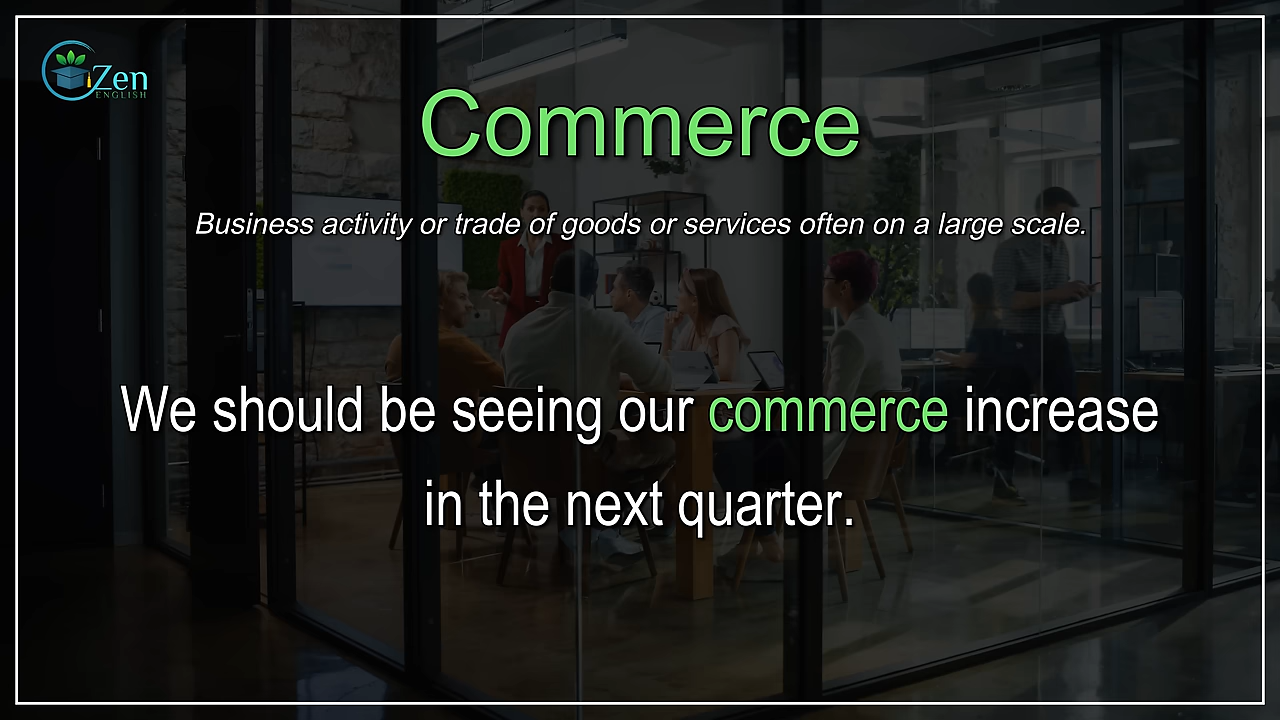 Zen
ENGLISH
Commerce
Business activity or trade of goods or services often on a large scale.
We should be seeing our commerce increase
in the next quarter.